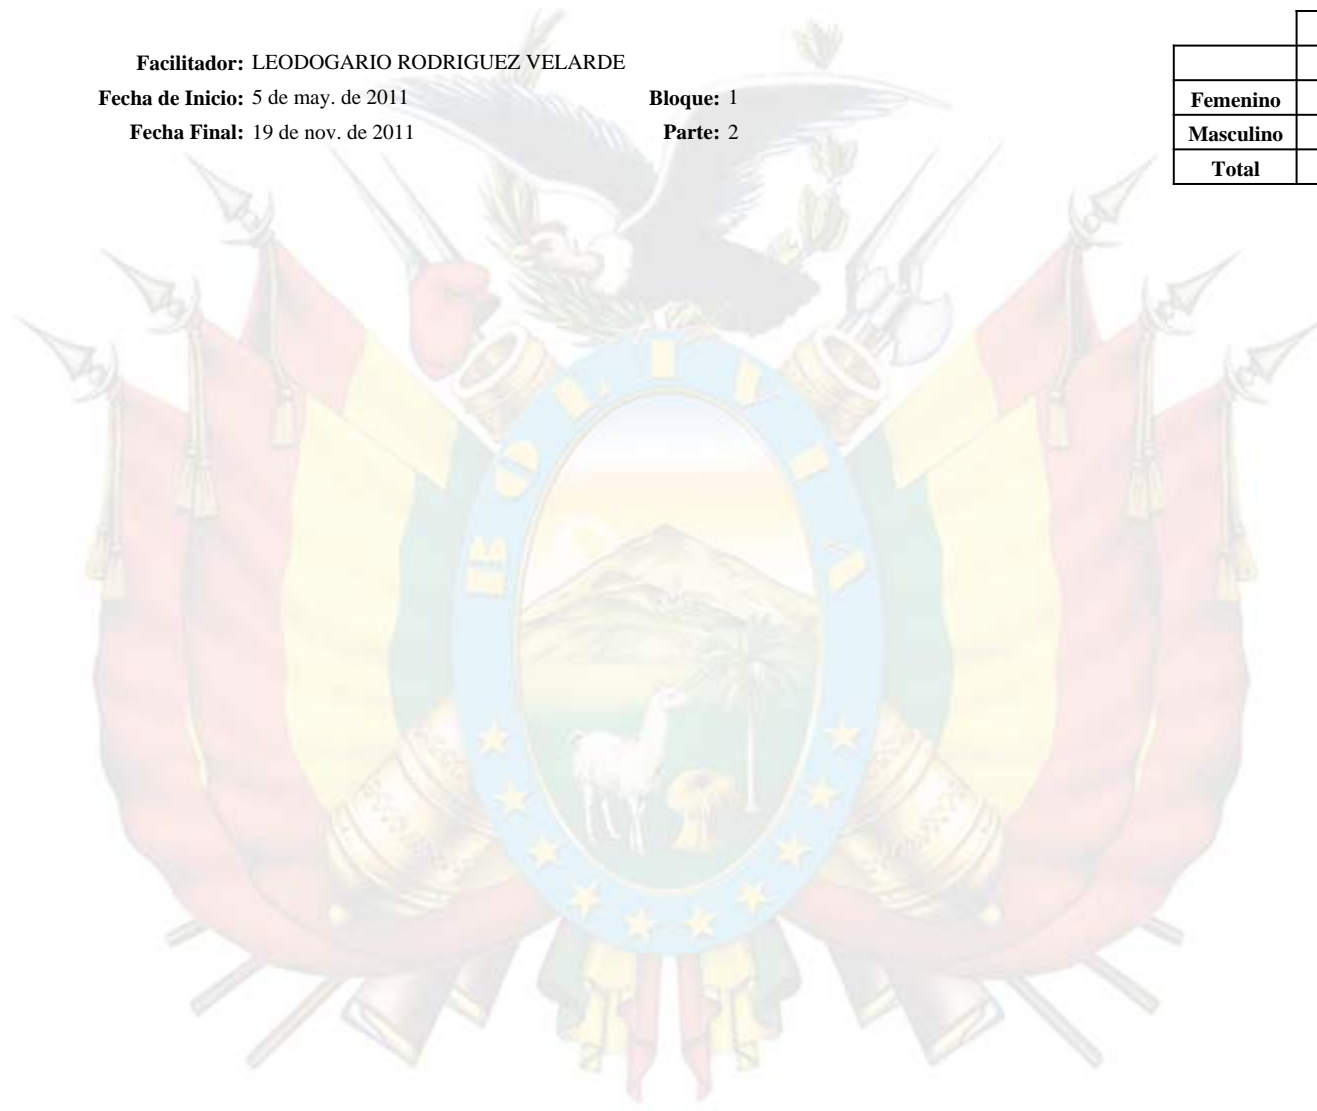 Facilitador: LEODOGARIO RODRIGUEZ VELARDE
Fecha de Inicio: 5 de may. de 2011 Bloque: 1
Fecha Final: 19 de nov. de 2011 Parte: 2
Femenino
Masculino
Total
BOLIVIA